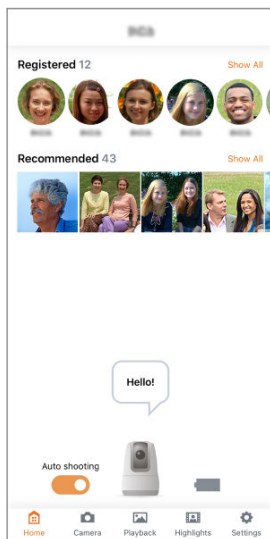 Registered 12 Show All
Recommended 43 Show All
Hello!
Auto shooting
Home Camera Playback Highlights Settings